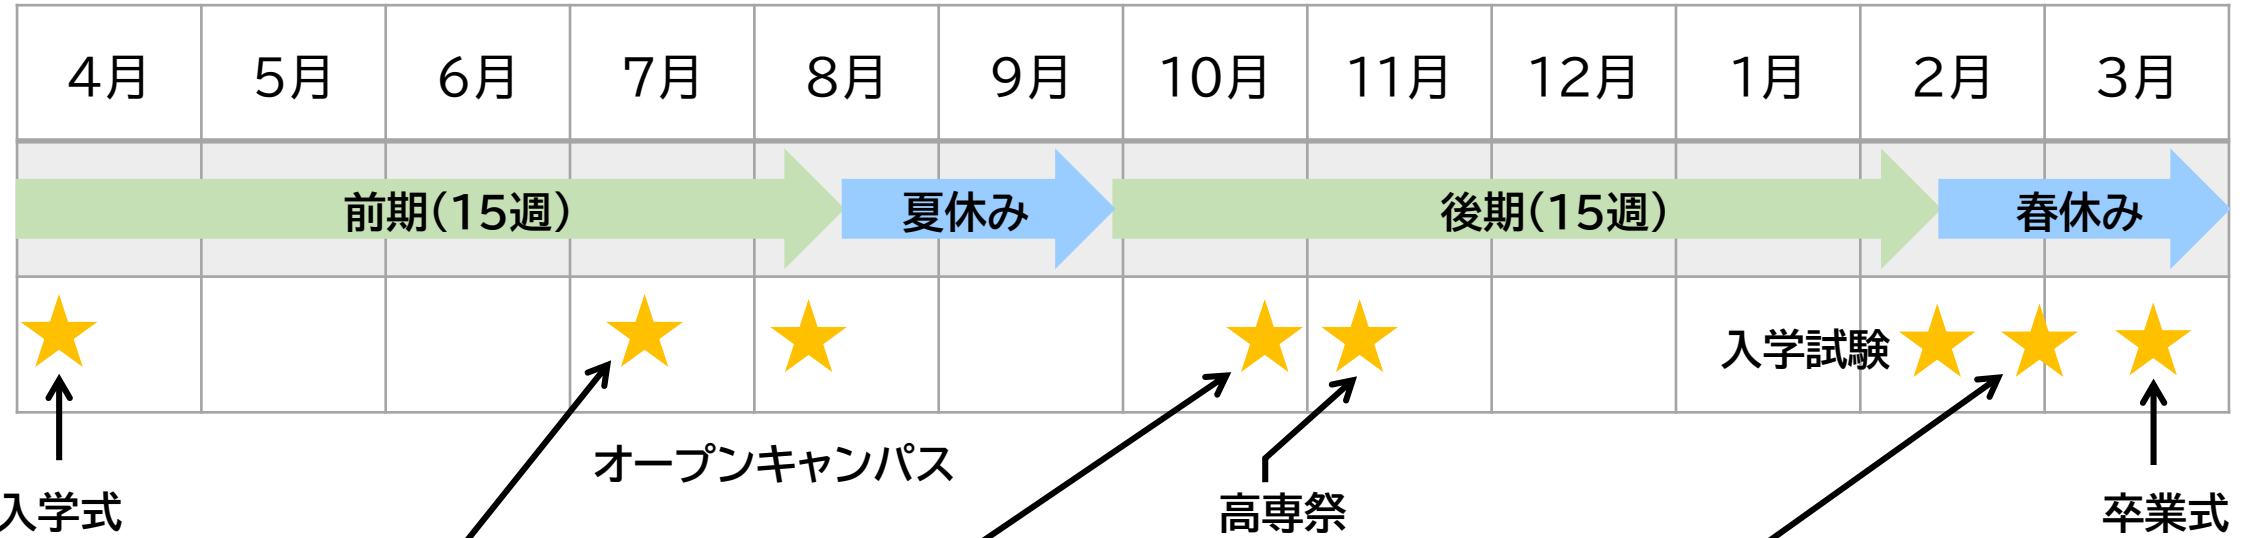 4月 5月 6月 7月 8月 9月 10月 11月 12月 1月 2月 3月
前期(15週) 夏休み 後期(15週) 春休み
入学試験
オープンキャンパス
入学式 高専祭 卒業式